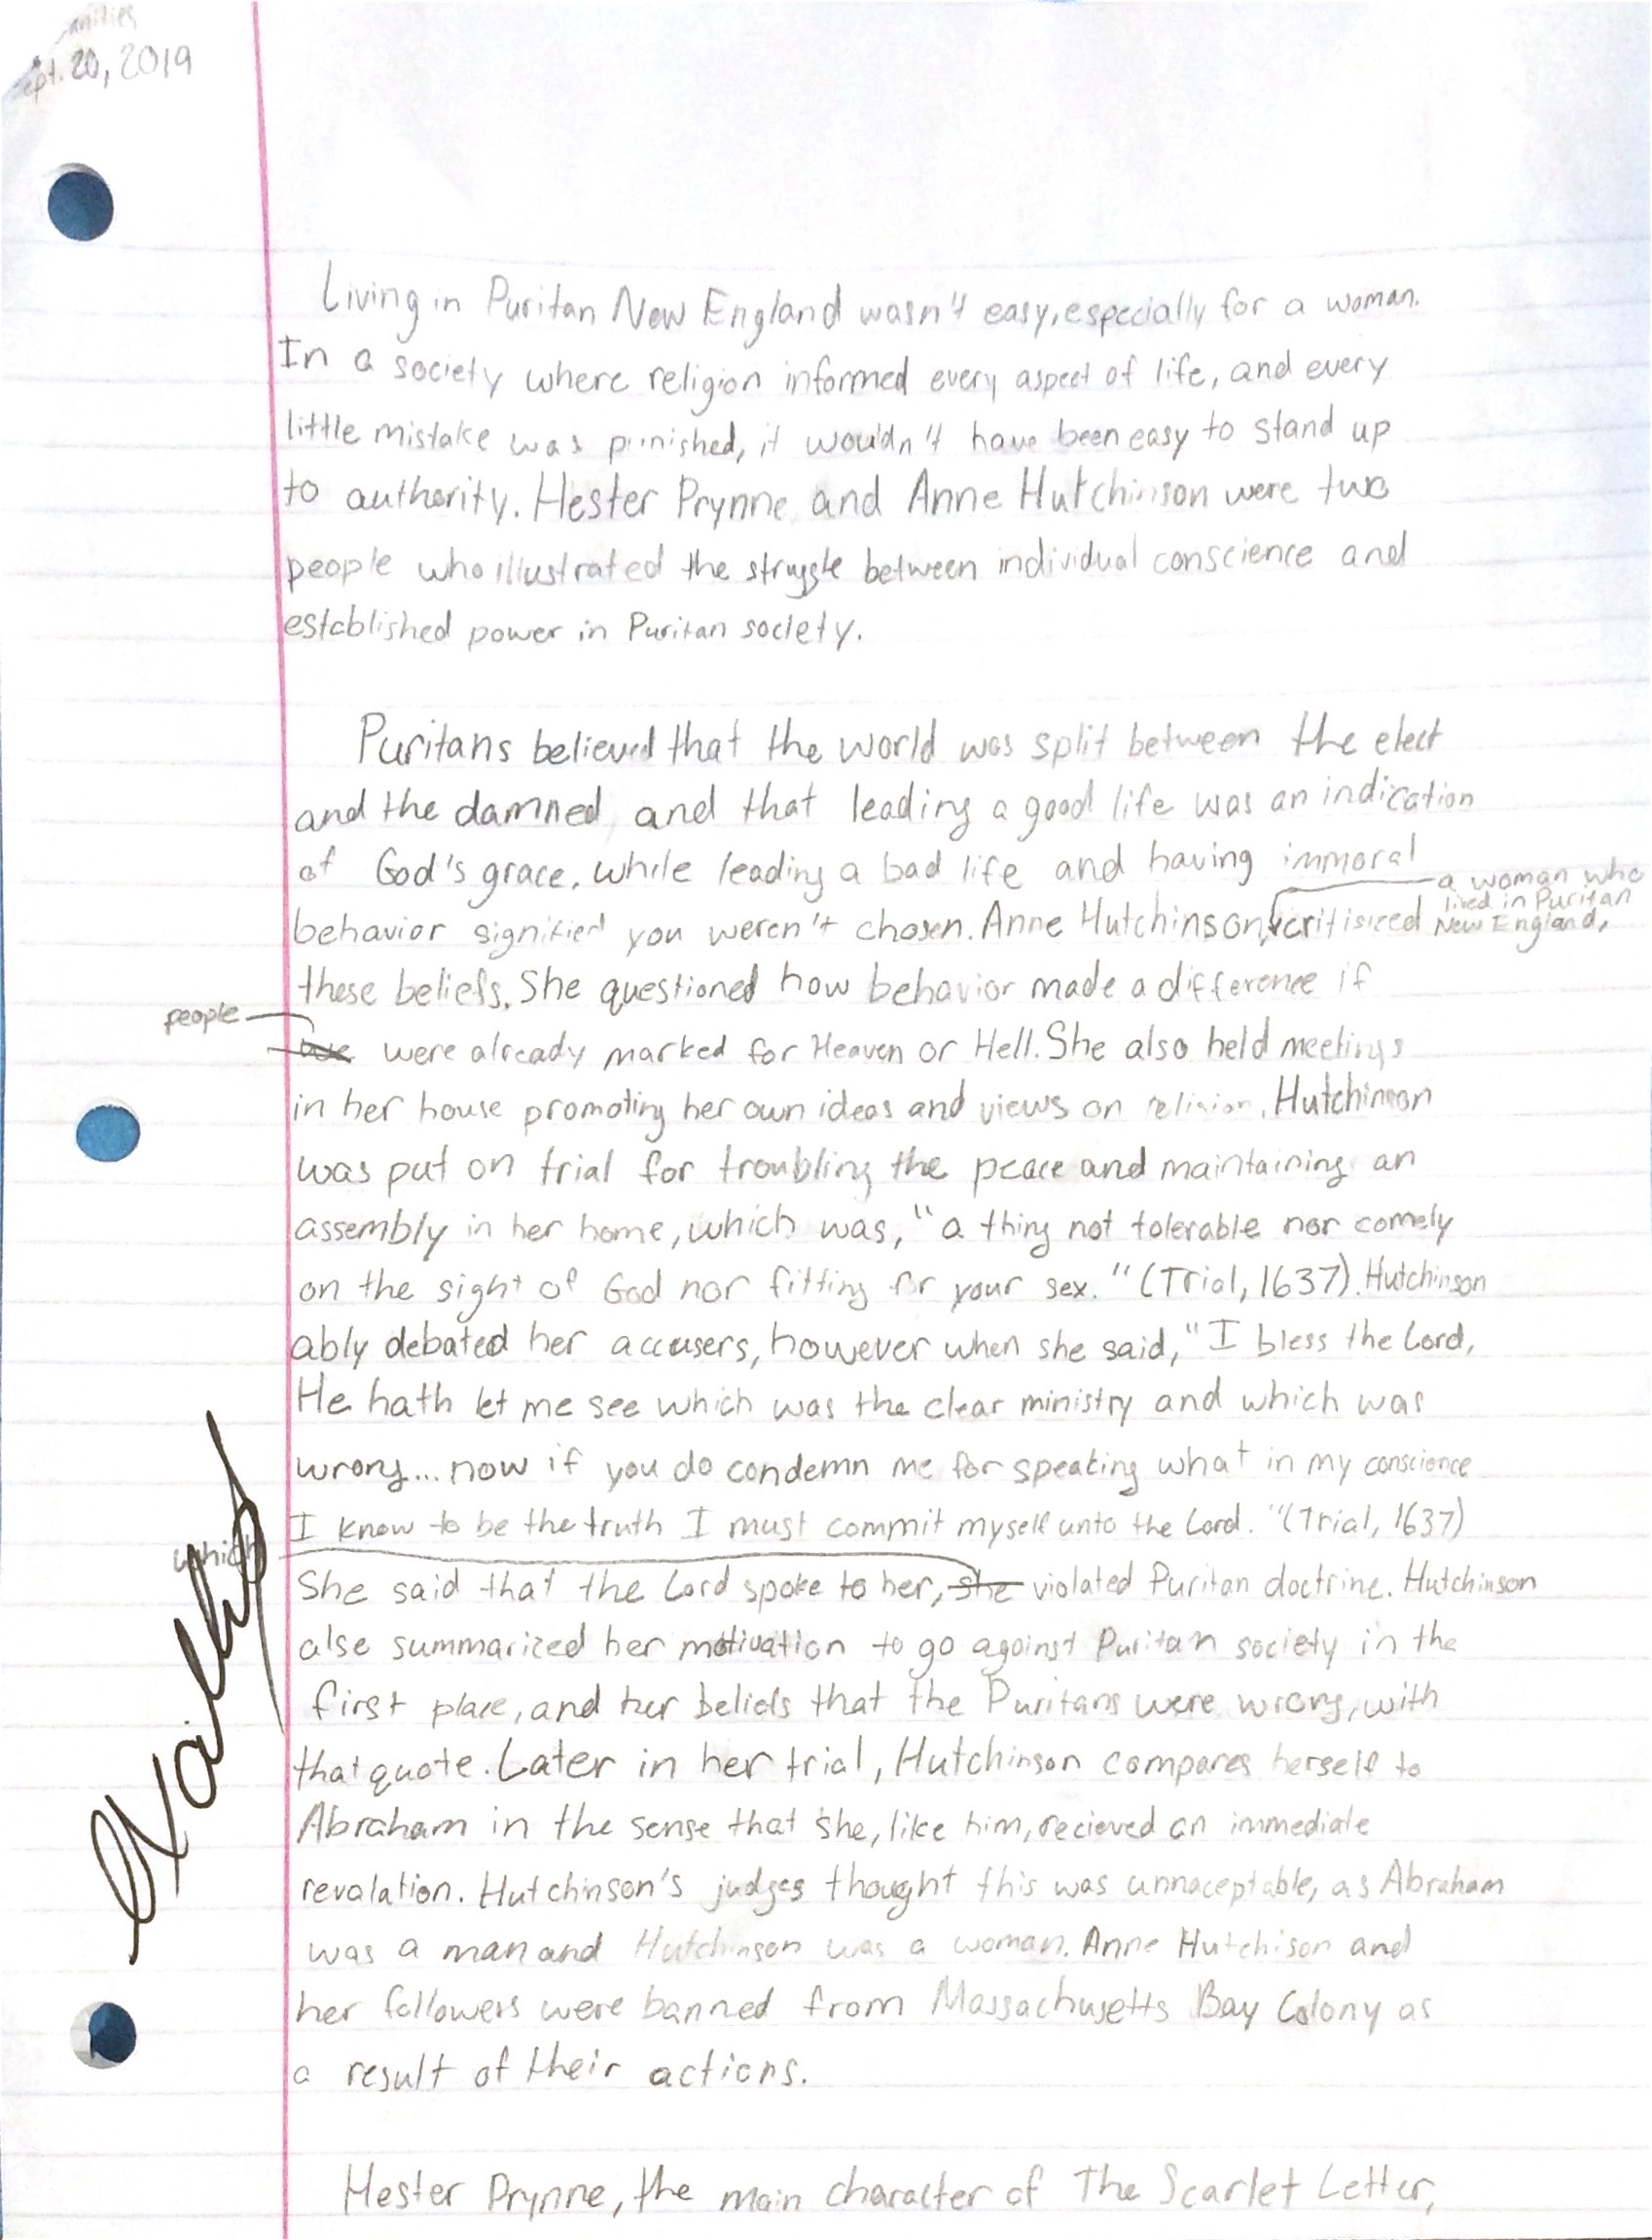 Sept. 20, 2019
Living in Puritan New England wasn't easy, especially for a woman.
In a society where religion informed every aspect of life, and every
little mistake was punished, it wouldn't have been easy to stand up
to authority. Hester Prynne and Anne Hutchinson were two
people who illustrated the struggle between individual conscience and
established power in Puritan society.
Puritans believed that the world was split between the elect
and the damned, and that leading a good life was an indication
of God's grace, while leading a bad life and having immoral
behavior signified you weren't chosen. Anne Hutchinson, critisized
a woman who
lived in Puritan
New England,
these beliefs. She questioned how behavior made a difference if
people
we were already marked for Heaven or Hell. She also held meetings
in her house promoting her own ideas and views on religion. Hutchinson
was put on trial for troubling the peace and maintaining an
assembly in her home, which was, "a thing not tolerable nor comely
on the sight of God nor fitting for your sex." (Trial, 1637). Hutchinson
ably debated her accusers, however when she said, "I bless the Lord,
He hath let me see which was the clear ministry and which was
wrong... now if you do condemn me for speaking what in my conscience
I know to be the truth I must commit myself unto the Lord." (Trial, 1637)
which
She said that the Lord spoke to her, she violated Puritan doctrine. Hutchinson
alse summarized her motivation to go against Puritan society in the
first place, and her beliefs that the Puritans were wrong, with
that quote. Later in her trial, Hutchinson compares herself to
Abraham in the sense that she, like him, recieved an immediate
revalation. Hutchinson's judges thought this was unnaceptable, as Abraham
was a man and Hutchinson was a woman. Anne Hutchison and
her followers were banned from Massachusetts Bay Colony as
a result of their actions.
Hester Prynne, the main character of The Scarlet Letter,